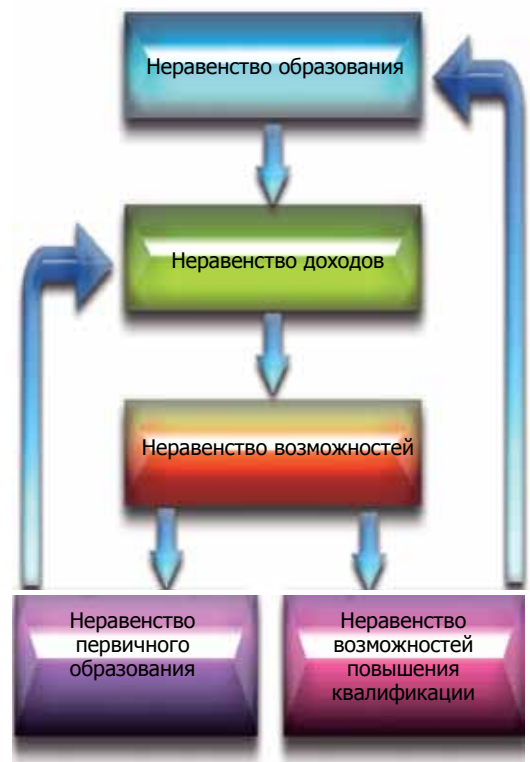 Неравенство образования
Неравенство доходов
Неравенство возможностей
Неравенство
первичного
образования
Неравенство
возможностей
повышения
квалификации